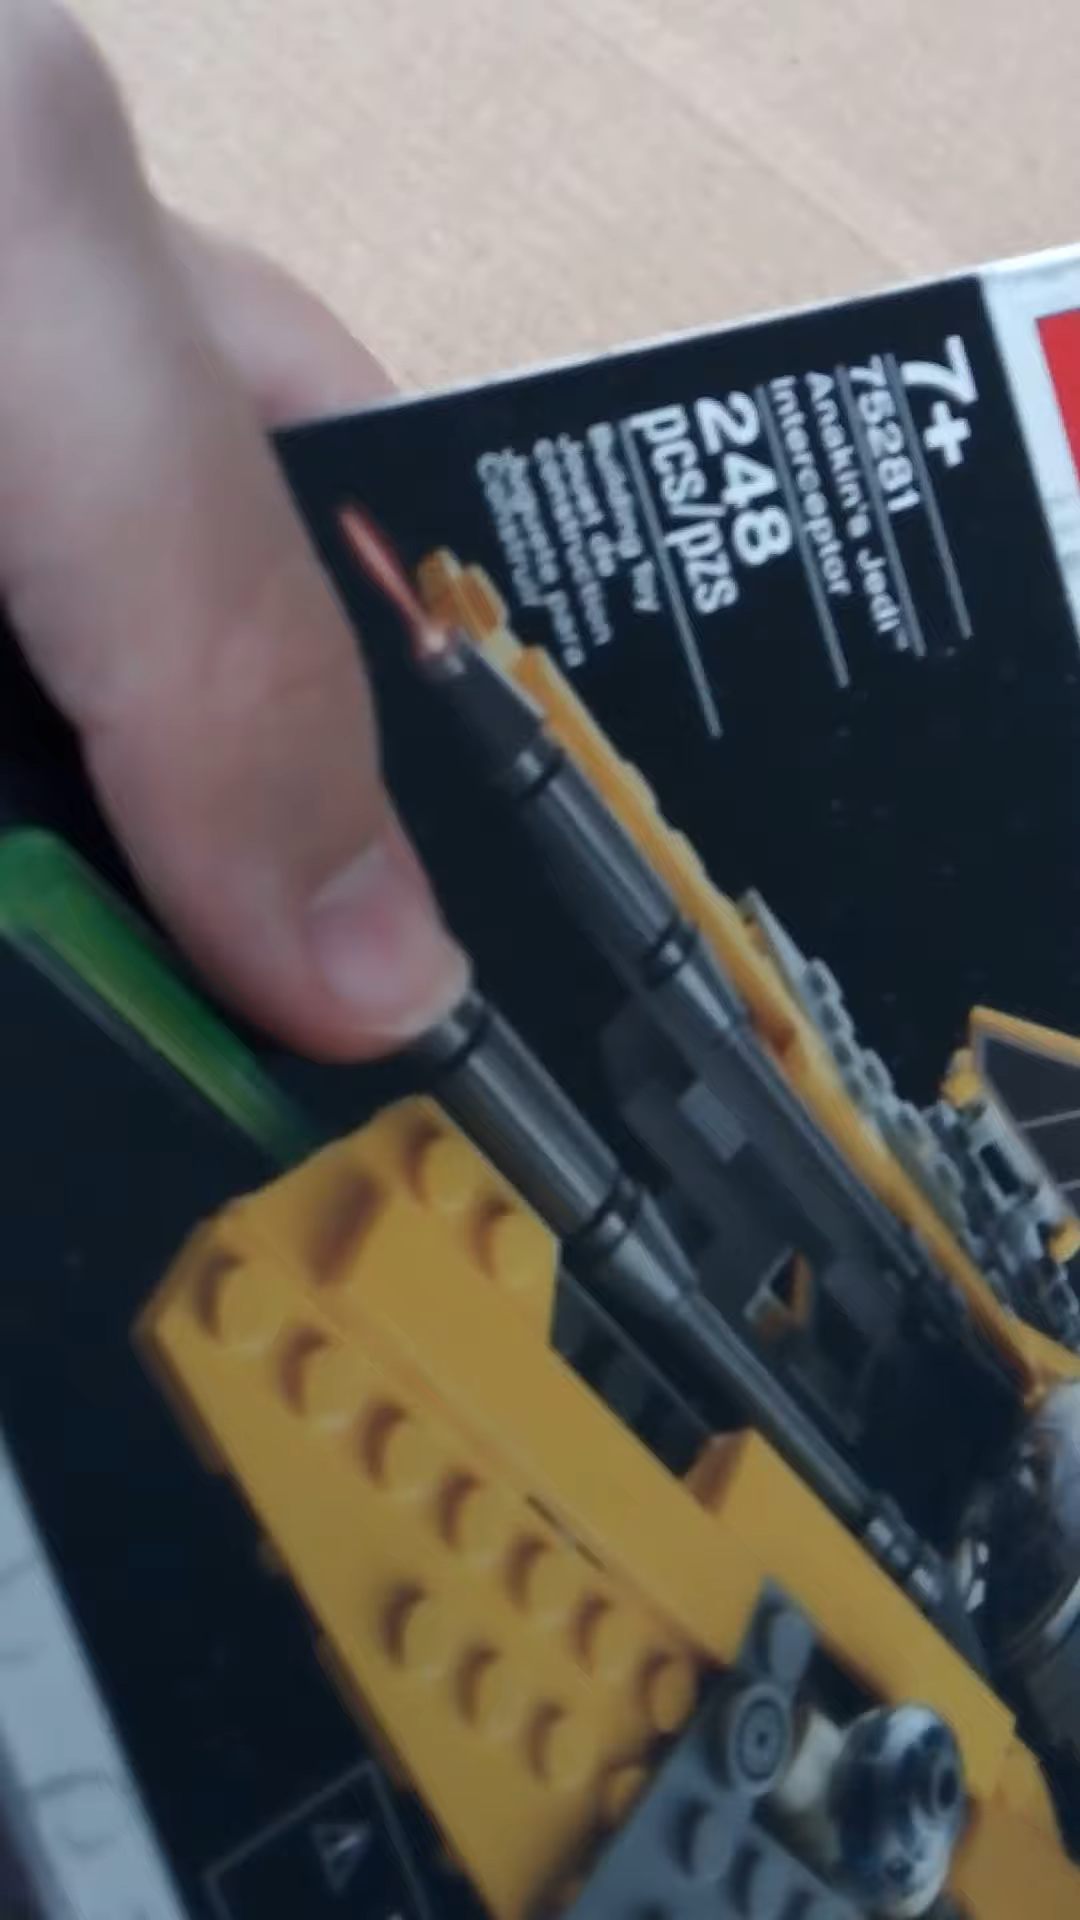 7+
75281
Anakin's Jedi™
Interceptor
248
pcs/pzs
Building Toy
Jouet de
construction
Juguete para
Construir